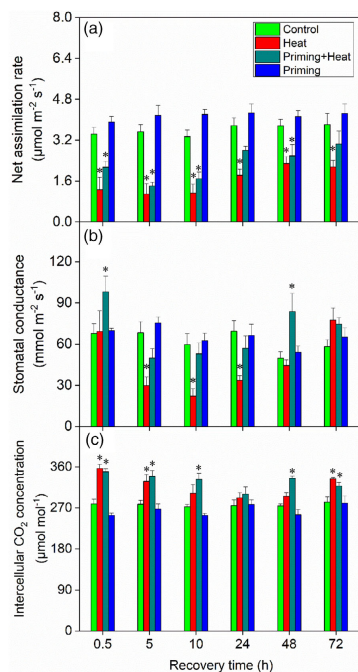 (a)
Control
Heat
Priming+Heat
Priming
8.0
6.4
4.8
3.2
1.6
0.0
Net assimilation rate
(µmol m⁻² s⁻¹)
* * * * * * * * * *
(b)
120
90
60
30
0
Stomatal conductance
(mmol m⁻² s⁻¹)
* * * * *
(c)
360
270
180
90
0
Intercellular CO₂ concentration
(µmol mol⁻¹)
* * * * * * * *
0.5 5 10 24 48 72
Recovery time (h)